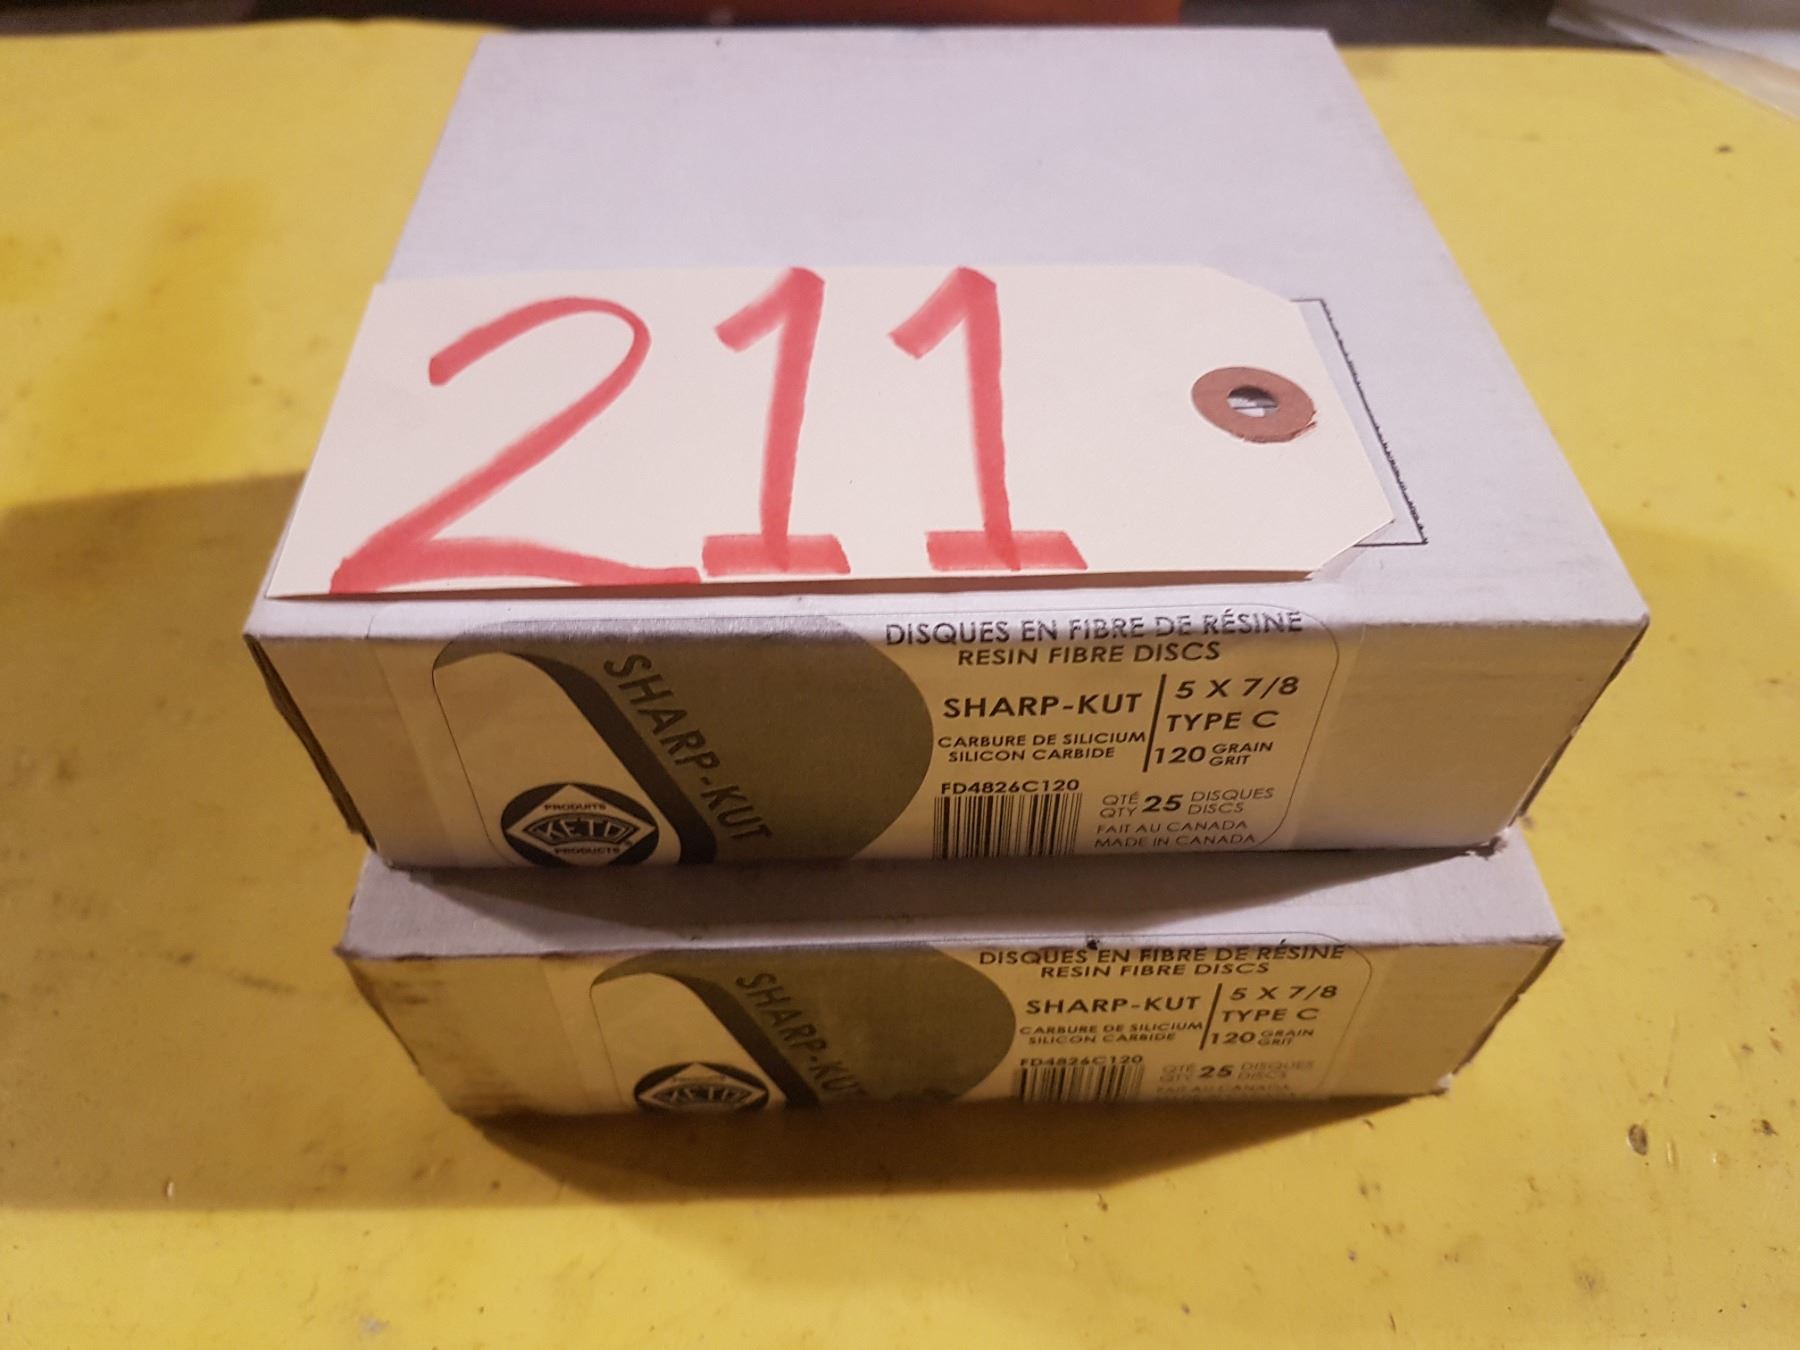 211
DISQUES EN FIBRE DE RÉSINE
RESIN FIBRE DISCS
SHARP-KUT
5 X 7/8
TYPE C
CARBURE DE SILICIUM
SILICON CARBIDE
120 GRAIN
GRIT
FD4826C120
QTÉ
QTY 25 DISQUES
DISCS
FAIT AU CANADA
MADE IN CANADA
SHARP-KUT
PRODUITS
KETO
PRODUCTS
DISQUES EN FIBRE DE RÉSINE
RESIN FIBRE DISCS
SHARP-KUT
5 X 7/8
TYPE C
CARBURE DE SILICIUM
SILICON CARBIDE
120 GRAIN
GRIT
FD4826C120
QTÉ
QTY 25 DISQUES
DISCS
FAIT AU CANADA
SHARP-KUT
KETO